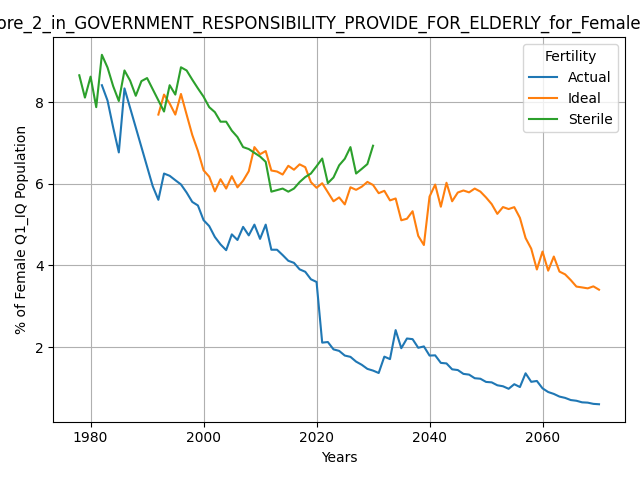 ore_2_in_GOVERNMENT_RESPONSIBILITY_PROVIDE_FOR_ELDERLY_for_Female
Fertility
Actual
Ideal
Sterile
% of Female Q1_IQ Population
8
6
4
2
1980 2000 2020 2040 2060
Years